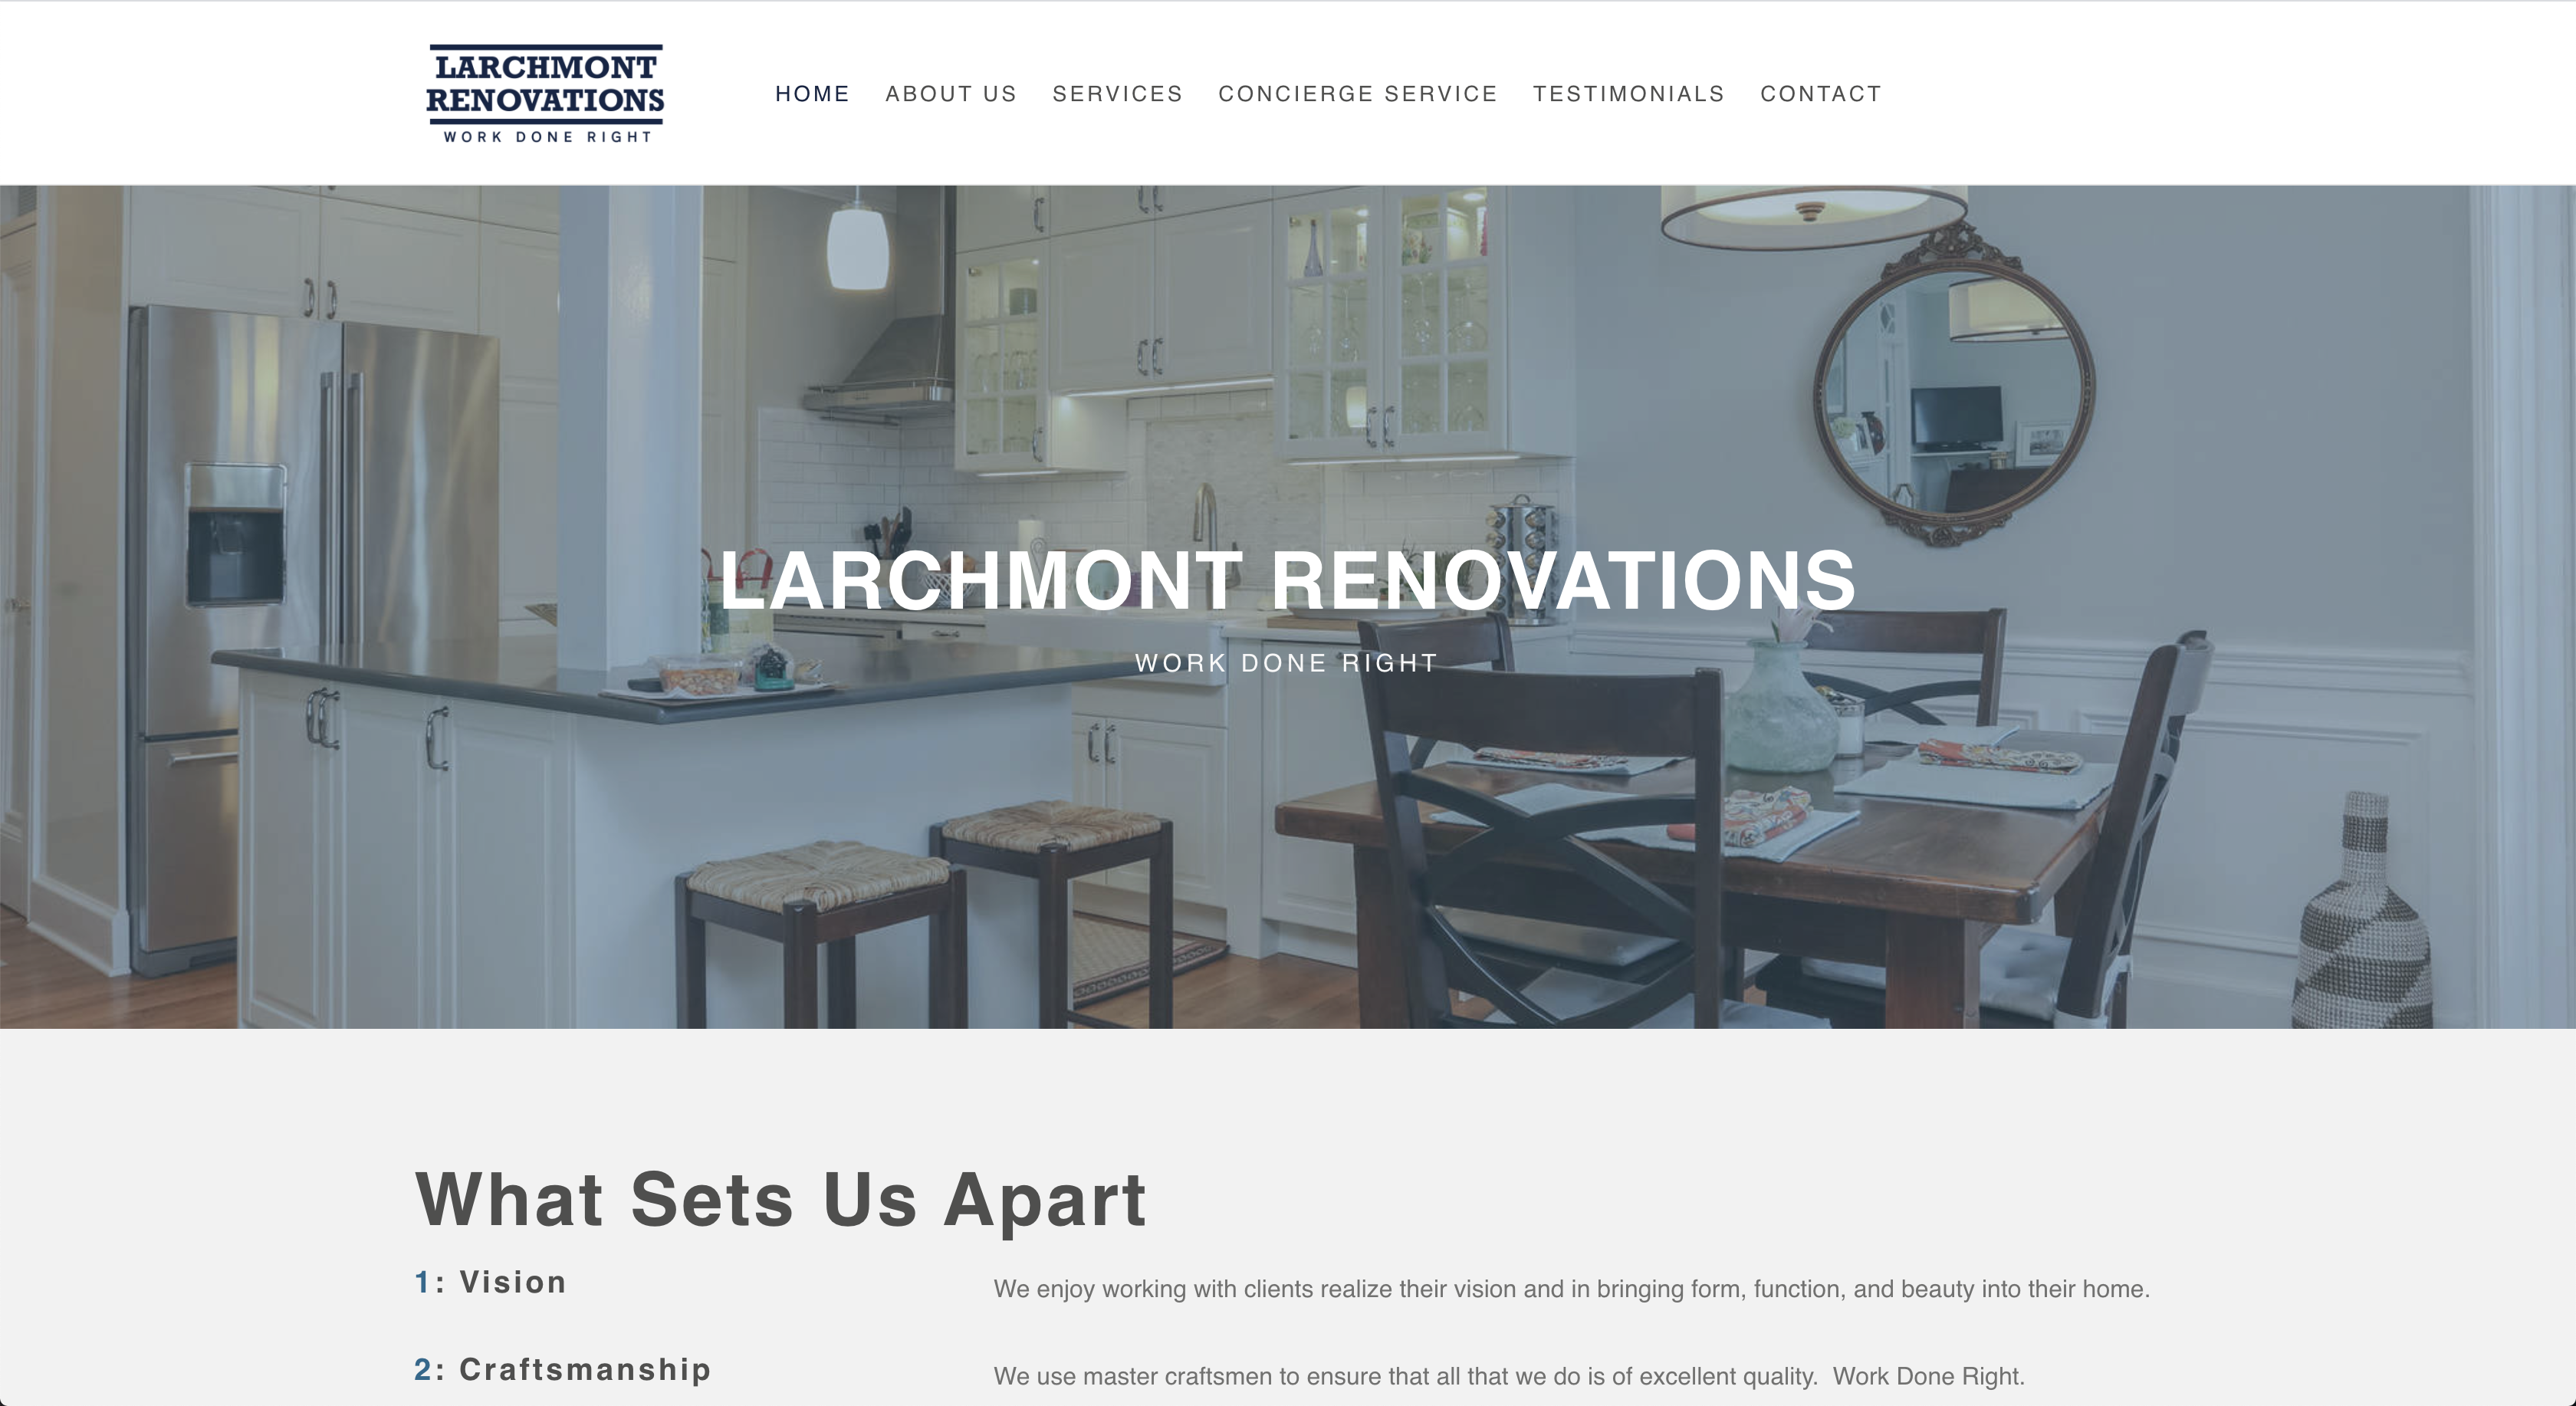 LARCHMONT
RENOVATIONS
WORK DONE RIGHT
HOME ABOUT US SERVICES CONCIERGE SERVICE TESTIMONIALS CONTACT
LARCHMONT RENOVATIONS
WORK DONE RIGHT
What Sets Us Apart
1: Vision
We enjoy working with clients realize their vision and in bringing form, function, and beauty into their home.
2: Craftsmanship
We use master craftsmen to ensure that all that we do is of excellent quality.  Work Done Right.